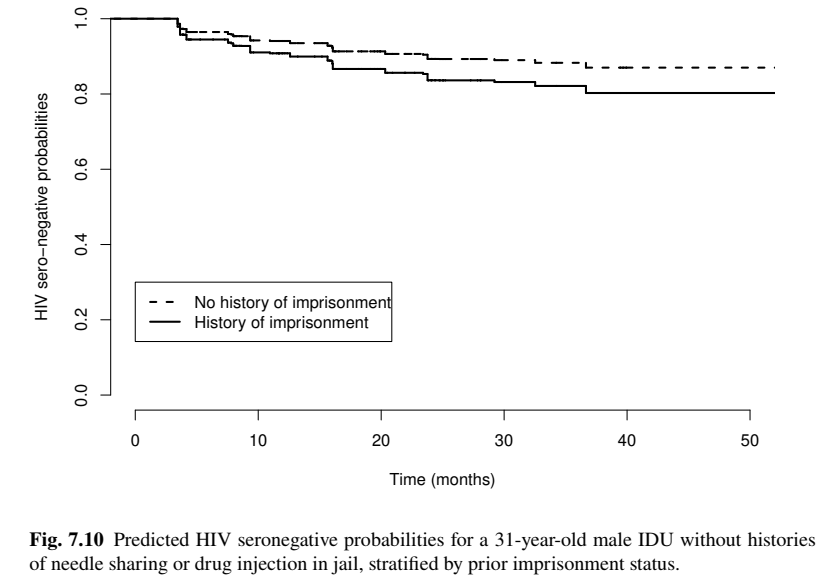 HIV sero−negative probabilities
1.0
0.8
0.6
0.4
0.2
0.0
No history of imprisonment
History of imprisonment
0 10 20 30 40 50
Time (months)
Fig. 7.10 Predicted HIV seronegative probabilities for a 31-year-old male IDU without histories
of needle sharing or drug injection in jail, stratified by prior imprisonment status.